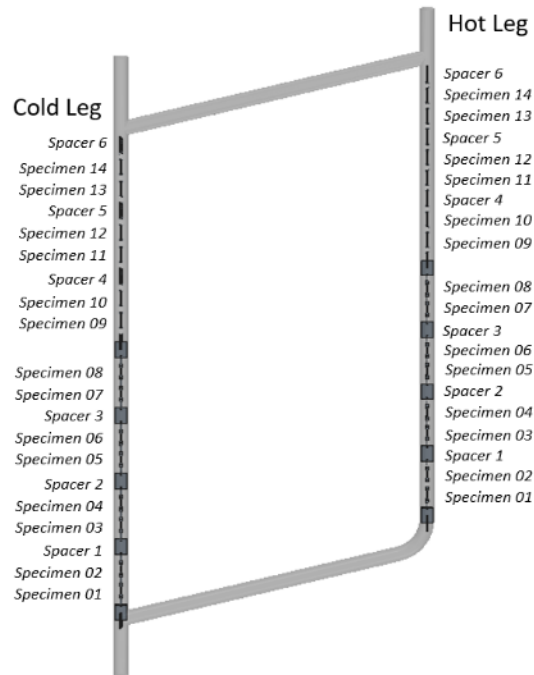 Cold Leg
Spacer 6
Specimen 14
Specimen 13
Spacer 5
Specimen 12
Specimen 11
Spacer 4
Specimen 10
Specimen 09
Specimen 08
Specimen 07
Spacer 3
Specimen 06
Specimen 05
Spacer 2
Specimen 04
Specimen 03
Spacer 1
Specimen 02
Specimen 01
Hot Leg
Spacer 6
Specimen 14
Specimen 13
Spacer 5
Specimen 12
Specimen 11
Spacer 4
Specimen 10
Specimen 09
Specimen 08
Specimen 07
Spacer 3
Specimen 06
Specimen 05
Spacer 2
Specimen 04
Specimen 03
Spacer 1
Specimen 02
Specimen 01